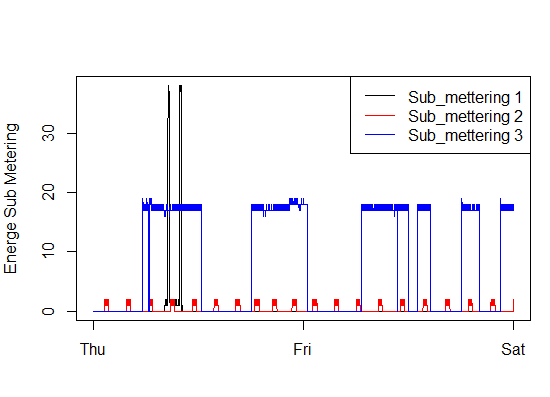 Sub_mettering 1
Sub_mettering 2
Sub_mettering 3
Energe Sub Metering
30
20
10
0
Thu Fri Sat